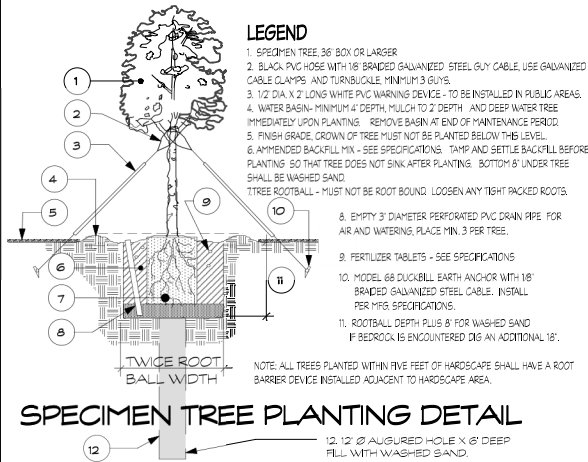 LEGEND
1. SPECIMEN TREE, 36" BOX OR LARGER
2. BLACK PVC HOSE WITH 1/8" BRAIDED GALVANIZED STEEL GUY CABLE, USE GALVANIZED
CABLE CLAMPS AND TURNBUCKLE, MINIMUM 3 GUYS.
3. 1/2" DIA. X 2' LONG WHITE PVC WARNING DEVICE - TO BE INSTALLED IN PUBLIC AREAS.
4. WATER BASIN- MINIMUM 4" DEPTH, MULCH TO 2" DEPTH AND DEEP WATER TREE
IMMEDIATELY UPON PLANTING. REMOVE BASIN AT END OF MAINTENANCE PERIOD.
5. FINISH GRADE, CROWN OF TREE MUST NOT BE PLANTED BELOW THIS LEVEL.
6. AMMENDED BACKFILL MIX - SEE SPECIFICATIONS. TAMP AND SETTLE BACKFILL BEFORE
PLANTING SO THAT TREE DOES NOT SINK AFTER PLANTING. BOTTOM 8" UNDER TREE
SHALL BE WASHED SAND.
7. TREE ROOTBALL - MUST NOT BE ROOT BOUND. LOOSEN ANY TIGHT PACKED ROOTS.
8. EMPTY 3" DIAMETER PERFORATED PVC DRAIN PIPE FOR
AIR AND WATERING, PLACE MIN. 3 PER TREE.
9. FERTILIZER TABLETS - SEE SPECIFICATIONS
10. MODEL 68 DUCKBILL EARTH ANCHOR WITH 1/8"
BRAIDED GALVANIZED STEEL CABLE. INSTALL
PER MFG. SPECIFICATIONS.
11. ROOTBALL DEPTH PLUS 8" FOR WASHED SAND
IF BEDROCK IS ENCOUNTERED DIG AN ADDITIONAL 18".
NOTE: ALL TREES PLANTED WITHIN FIVE FEET OF HARDSCAPE SHALL HAVE A ROOT
BARRIER DEVICE INSTALLED ADJACENT TO HARDSCAPE AREA.
1
2
3
4
5
6
7
8
9
10
11
TWICE ROOT
BALL WIDTH
SPECIMEN TREE PLANTING DETAIL
12
12. 12" Ø AUGURED HOLE X 6' DEEP
FILL WITH WASHED SAND.